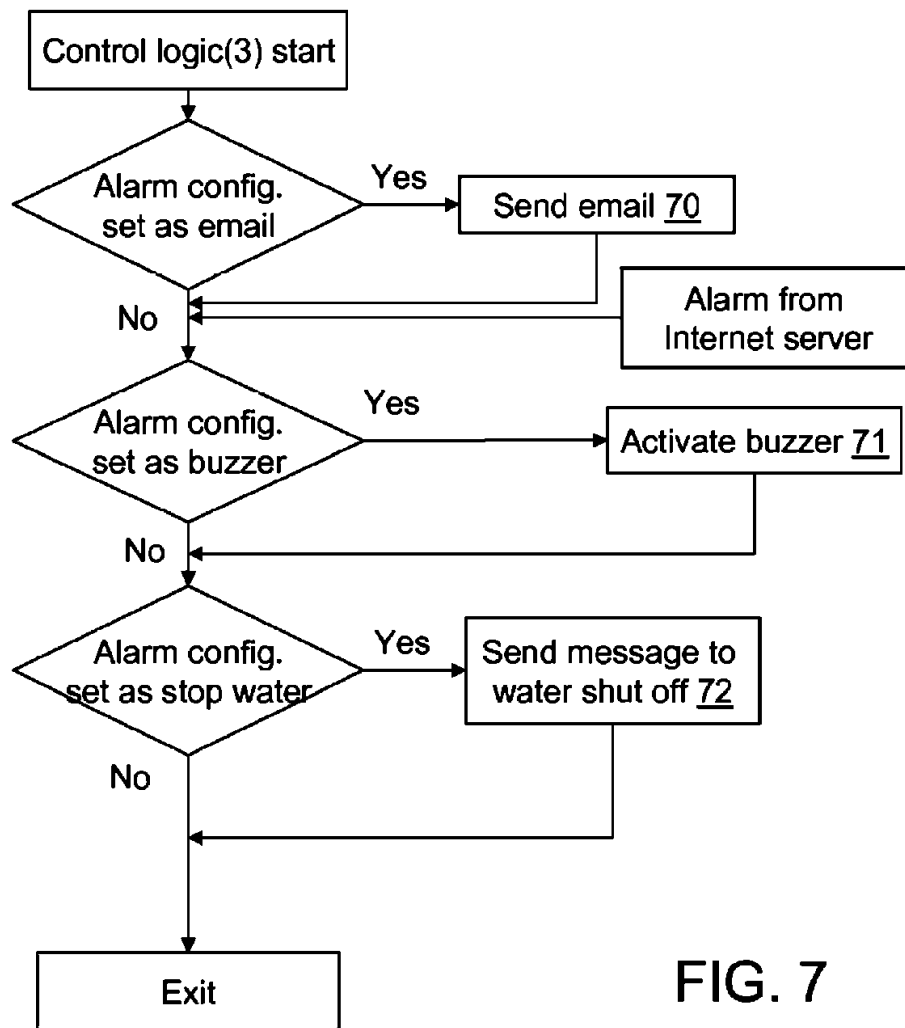 Control logic(3) start
Alarm config.
set as email
Yes
Send email 70
No
Alarm from
Internet server
Alarm config.
set as buzzer
Yes
Activate buzzer 71
No
Alarm config.
set as stop water
Yes
Send message to
water shut off 72
No
Exit
FIG. 7